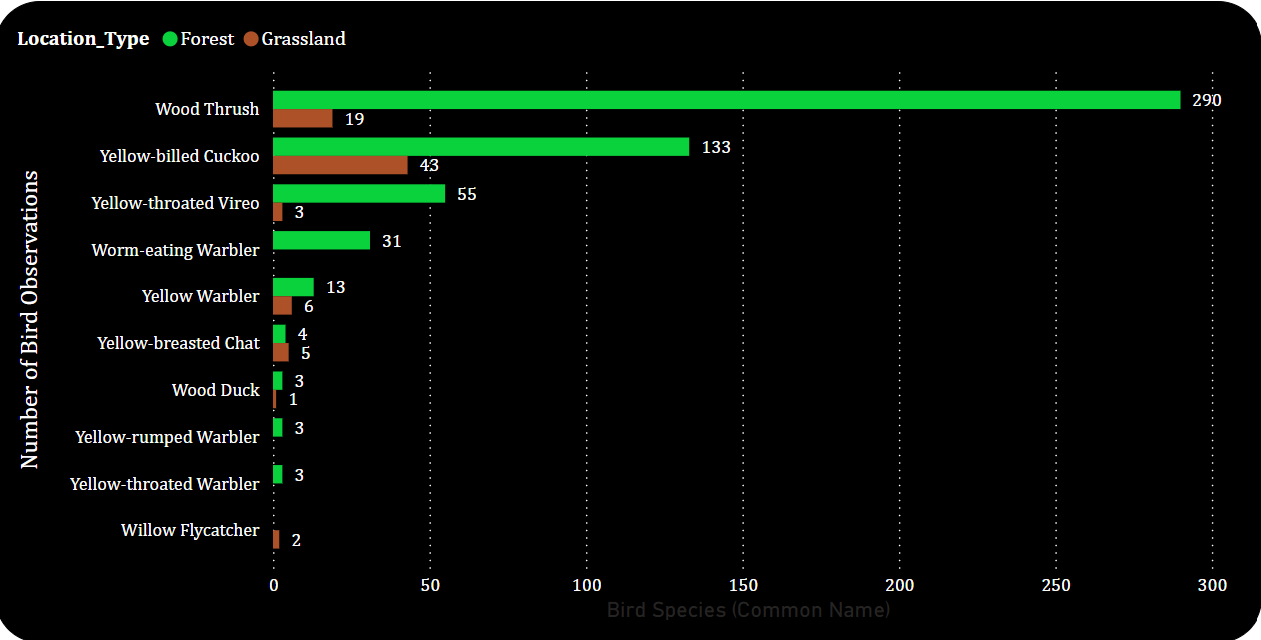 Location_Type Forest Grassland
Number of Bird Observations
Wood Thrush 290
19
Yellow-billed Cuckoo 133
43
Yellow-throated Vireo 55
3
Worm-eating Warbler 31
Yellow Warbler 13
6
Yellow-breasted Chat 4
5
Wood Duck 3
1
Yellow-rumped Warbler 3
Yellow-throated Warbler 3
Willow Flycatcher 2
0 50 100 150 200 250 300
Bird Species (Common Name)